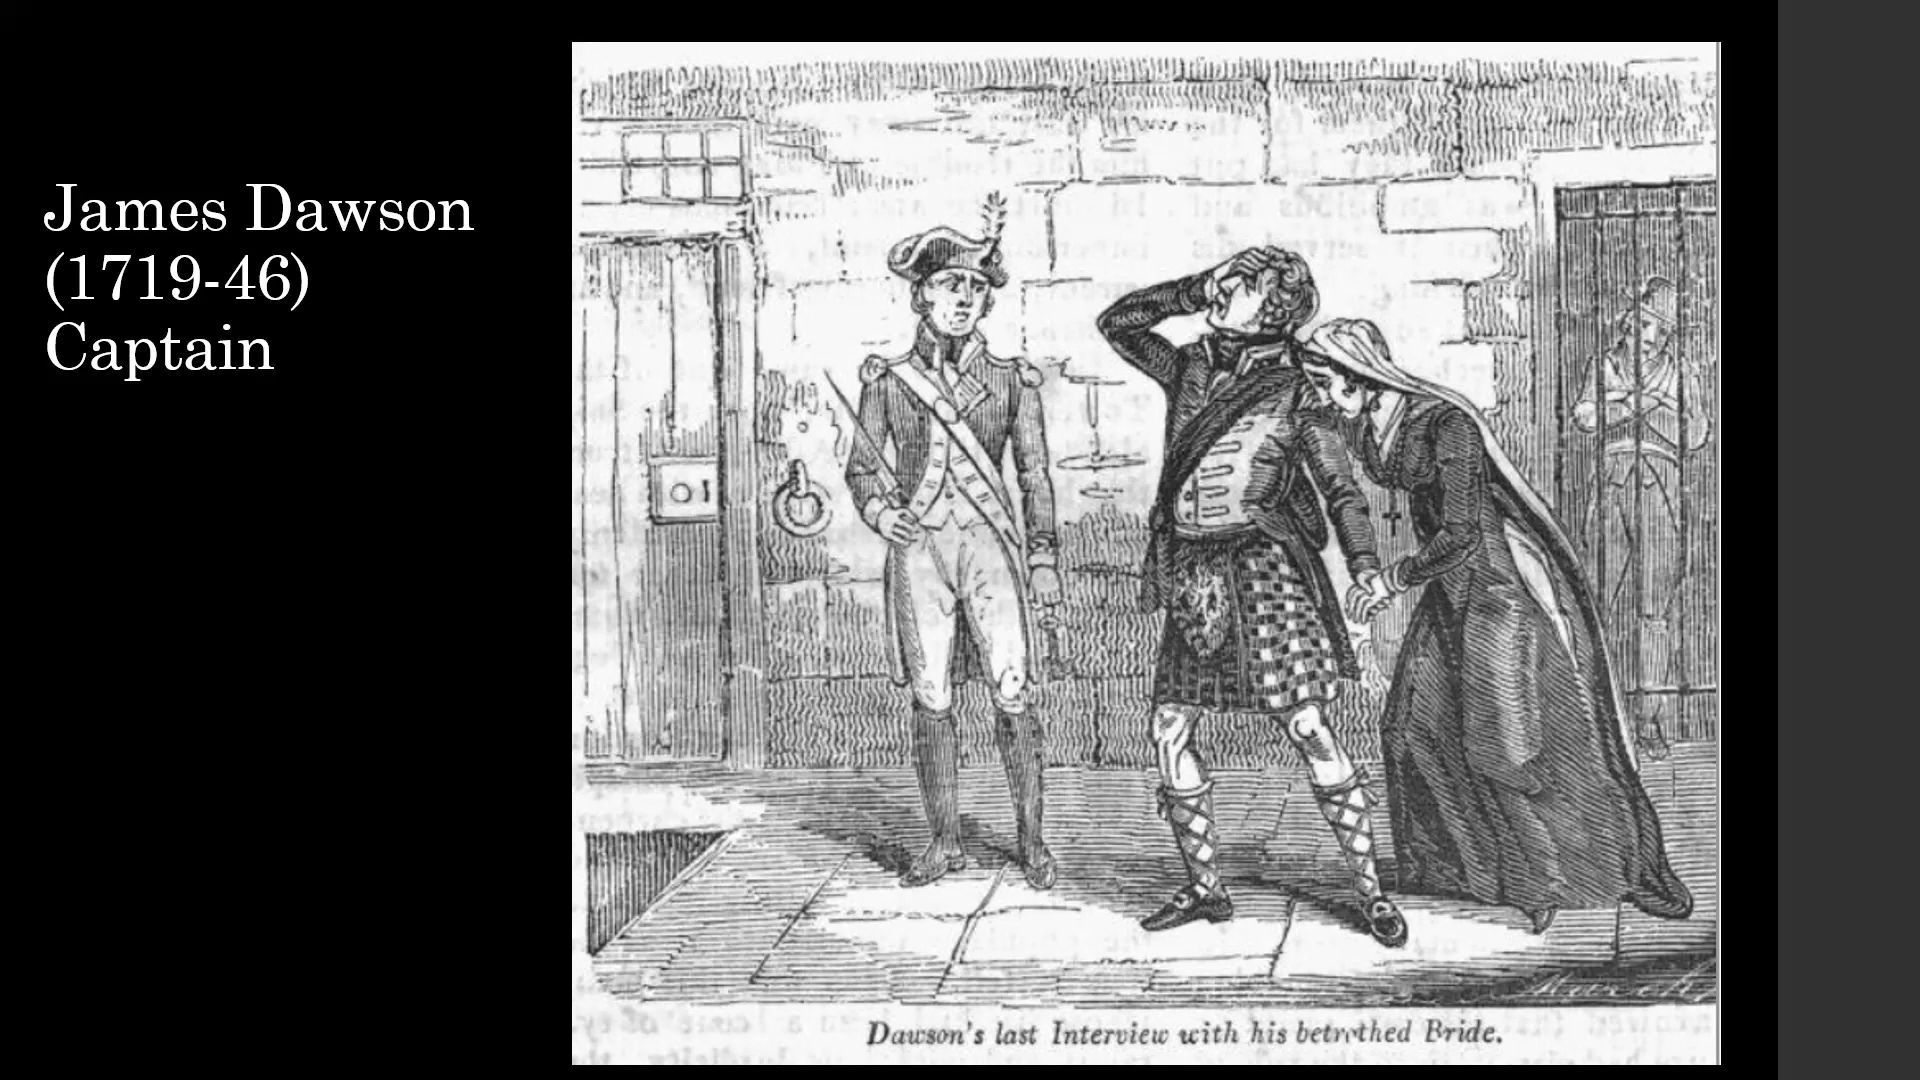 James Dawson
(1719-46)
Captain
Dawson's last Interview with his betrothed Bride.